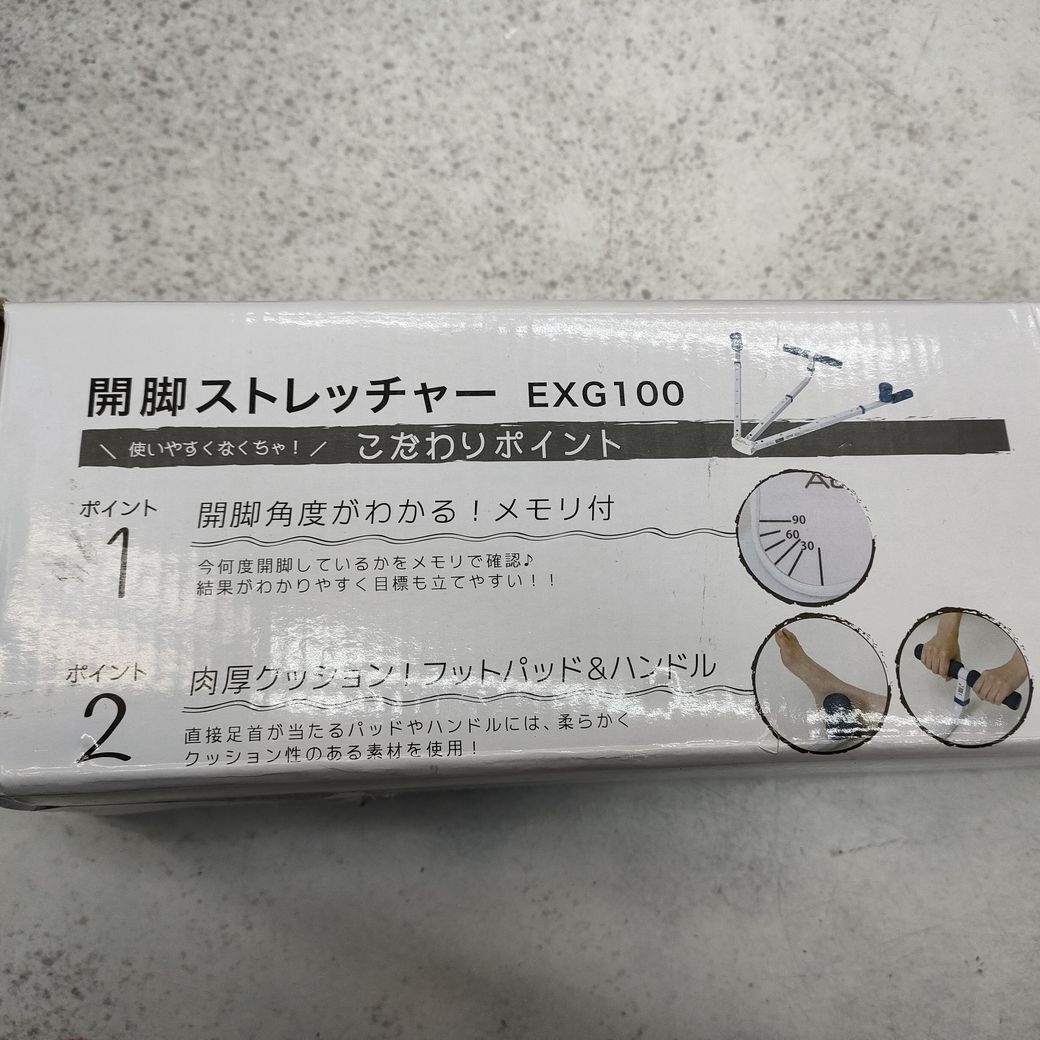 開脚ストレッチャー EXG100
＼ 使いやすくなくちゃ！ ／ こだわりポイント
ポイント
1
開脚角度がわかる！メモリ付
今何度開脚しているかをメモリで確認♪
結果がわかりやすく目標も立てやすい！！
90
60
30
ポイント
2
肉厚クッション！フットパッド＆ハンドル
直接足首が当たるパッドやハンドルには、柔らかく
クッション性のある素材を使用！